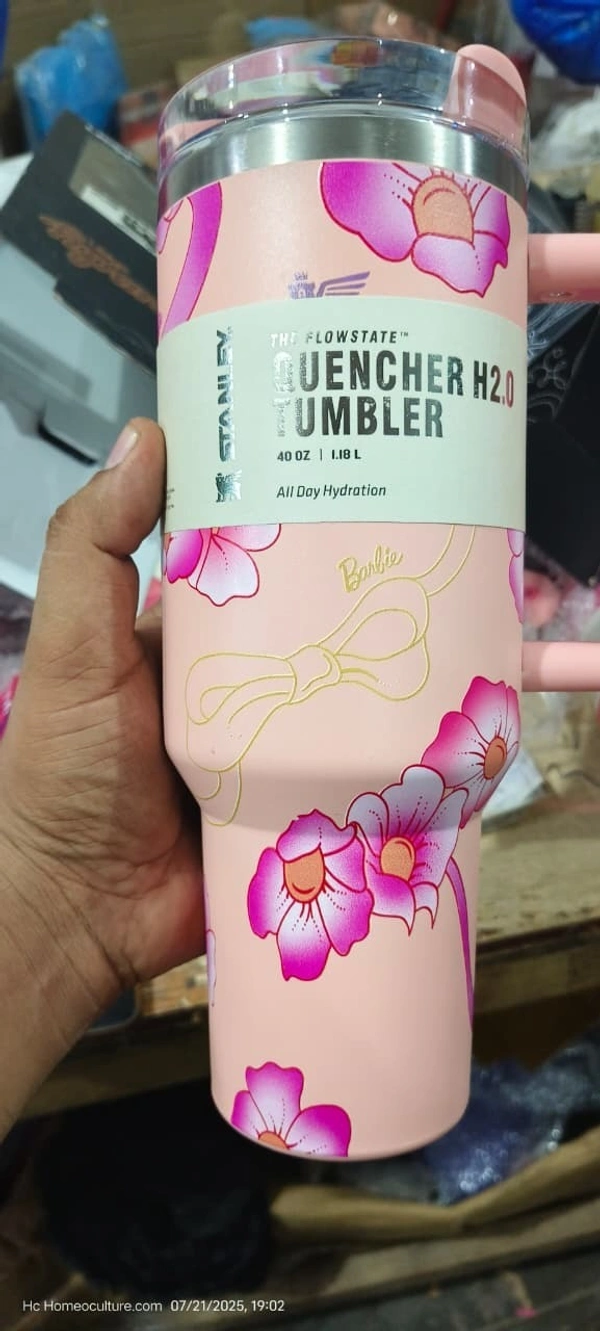 STANLEY
THE FLOWSTATE™
QUENCHER H2.0
TUMBLER
40 OZ | 1.18 L
All Day Hydration
Barbie
Hc Homeoculture.com 07/21/2025, 19:02